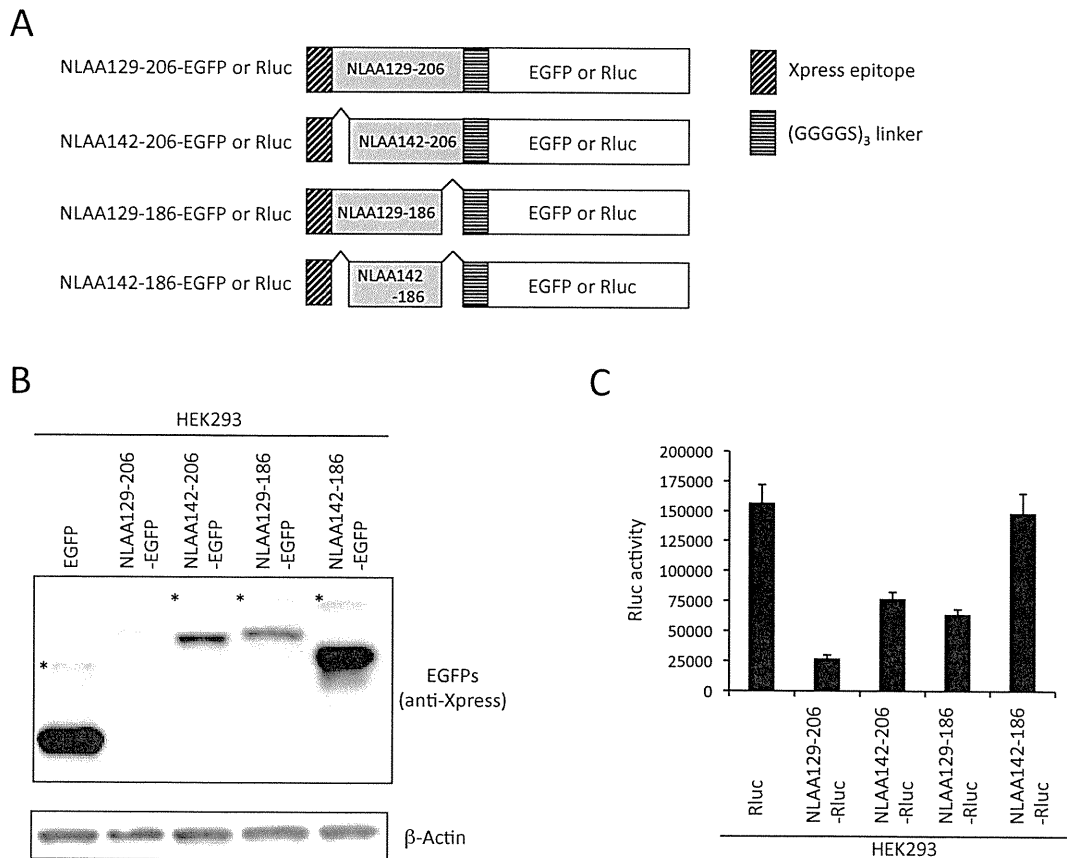 A
NLAA129-206-EGFP or Rluc
NLAA129-206
EGFP or Rluc
Xpress epitope
NLAA142-206-EGFP or Rluc
NLAA142-206
EGFP or Rluc
(GGGGS)3 linker
NLAA129-186-EGFP or Rluc
NLAA129-186
EGFP or Rluc
NLAA142-186-EGFP or Rluc
NLAA142
-186
EGFP or Rluc
B
HEK293
EGFP
NLAA129-206
-EGFP
NLAA142-206
-EGFP
NLAA129-186
-EGFP
NLAA142-186
-EGFP
*
*
*
*
EGFPs
(anti-Xpress)
β-Actin
C
Rluc activity
200000
175000
150000
125000
100000
75000
50000
25000
0
Rluc
NLAA129-206
-Rluc
NLAA142-206
-Rluc
NLAA129-186
-Rluc
NLAA142-186
-Rluc
HEK293